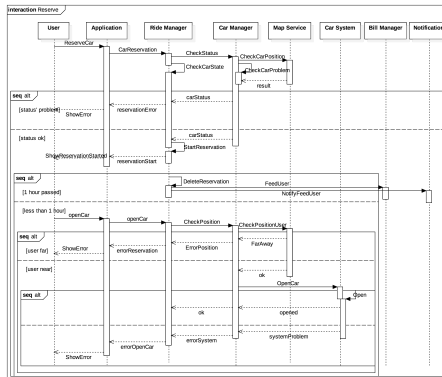 interaction Reserve
User
Application
Ride Manager
Car Manager
Map Service
Car System
Bill Manager
Notification
ReserveCar
CarReservation
CheckStatus
CheckCarPosition
CheckCarState
CheckCarProblem
result
seq alt
carStatus
[status' problem]
reservationError
ShowError
[status ok]
carStatus
StartReservation
ShowReservationStarted
reservationStart
seq alt
DeleteReservation
FeedUser
[1 hour passed]
NotifyFeedUser
[less than 1 hour]
openCar
openCar
CheckPosition
CheckPositionUser
seq alt
[user far]
ShowError
errorReservation
ErrorPosition
FarAway
[user near]
ok
OpenCar
seq alt
Open
ok
opened
systemProblem
errorSystem
errorOpenCar
ShowError